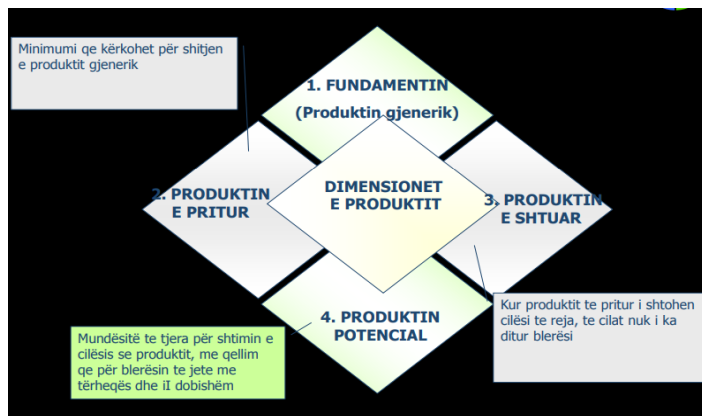 Minimumi qe kërkohet për shitjen
e produktit gjenerik
1. FUNDAMENTIN
(Produktin gjenerik)
2. PRODUKTIN
E PRITUR
DIMENSIONET
E PRODUKTIT
3. PRODUKTIN
E SHTUAR
4. PRODUKTIN
POTENCIAL
Kur produktit te pritur i shtohen
cilësi te reja, te cilat nuk i ka
ditur blerësi
Mundësitë te tjera për shtimin e
cilësis se produktit, me qellim
qe për blerësin te jete me
tërheqës dhe iI dobishëm